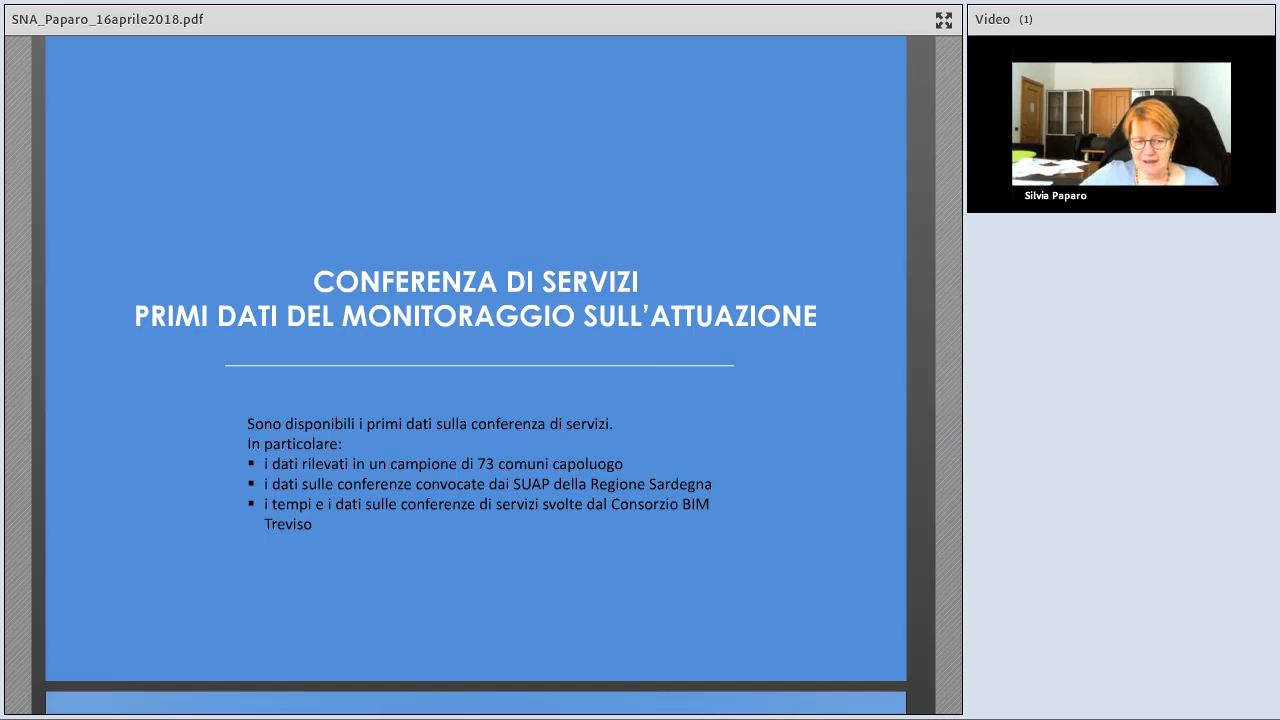 SNA_Paparo_16aprile2018.pdf
Video (1)
Silvia Paparo
CONFERENZA DI SERVIZI
PRIMI DATI DEL MONITORAGGIO SULL’ATTUAZIONE
Sono disponibili i primi dati sulla conferenza di servizi.
In particolare:
▪ i dati rilevati in un campione di 73 comuni capoluogo
▪ i dati sulle conferenze convocate dai SUAP della Regione Sardegna
▪ i tempi e i dati sulle conferenze di servizi svolte dal Consorzio BIM
Treviso